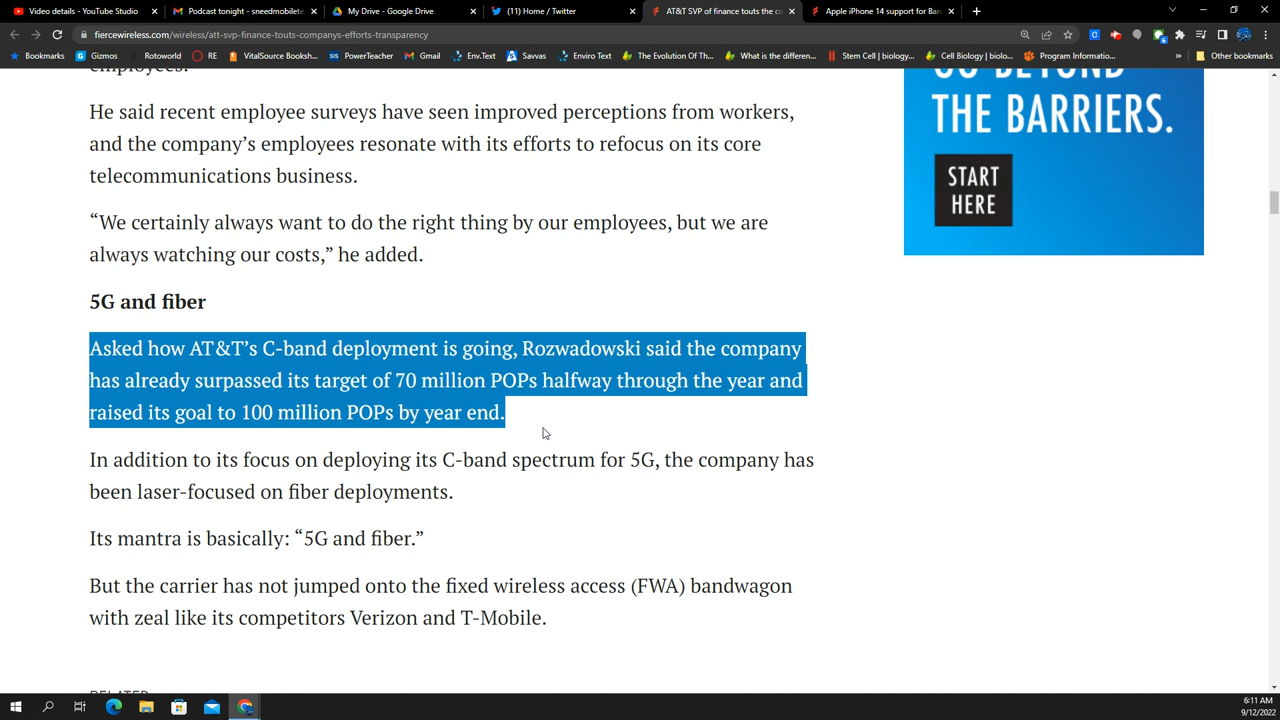 Video details - YouTube Studio
Podcast tonight - sneedmobilete
My Drive - Google Drive
(11) Home / Twitter
AT&T SVP of finance touts the co
Apple iPhone 14 support for Ban
fiercewireless.com/wireless/att-svp-finance-touts-companys-efforts-transparency
Bookmarks
Gizmos
Rotoworld
RE
VitalSource Booksh...
SIS PowerTeacher
Gmail
Env.Text
Savvas
Enviro Text
The Evolution Of Th...
What is the differen...
Stem Cell | biology...
Cell Biology | biolo...
Program Informatio...
Other bookmarks
employees.
He said recent employee surveys have seen improved perceptions from workers,
and the company’s employees resonate with its efforts to refocus on its core
telecommunications business.
“We certainly always want to do the right thing by our employees, but we are
always watching our costs,” he added.
5G and fiber
Asked how AT&T’s C-band deployment is going, Rozwadowski said the company
has already surpassed its target of 70 million POPs halfway through the year and
raised its goal to 100 million POPs by year end.
In addition to its focus on deploying its C-band spectrum for 5G, the company has
been laser-focused on fiber deployments.
Its mantra is basically: “5G and fiber.”
But the carrier has not jumped onto the fixed wireless access (FWA) bandwagon
with zeal like its competitors Verizon and T-Mobile.
RELATED
GO BEYOND
THE BARRIERS.
START
HERE
6:11 AM
9/12/2022